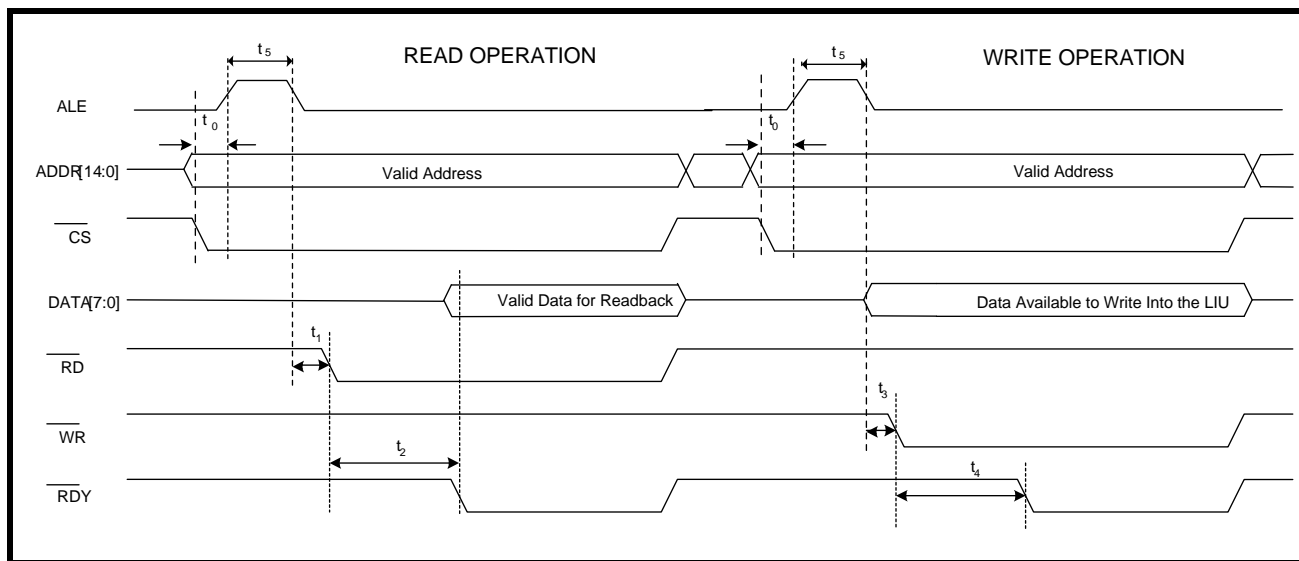 READ OPERATION
WRITE OPERATION
t5
t5
ALE
t0
t0
ADDR[14:0]
Valid Address
Valid Address
CS
DATA[7:0]
Valid Data for Readback
Data Available to Write Into the LIU
t1
RD
t3
WR
t2
t4
RDY